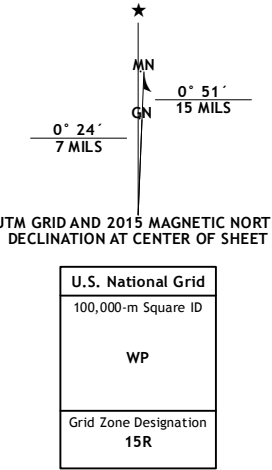 ★
MN
GN
0° 51´
15 MILS
0° 24´
7 MILS
UTM GRID AND 2015 MAGNETIC NORT
DECLINATION AT CENTER OF SHEET
U.S. National Grid
100,000-m Square ID
WP
Grid Zone Designation
15R